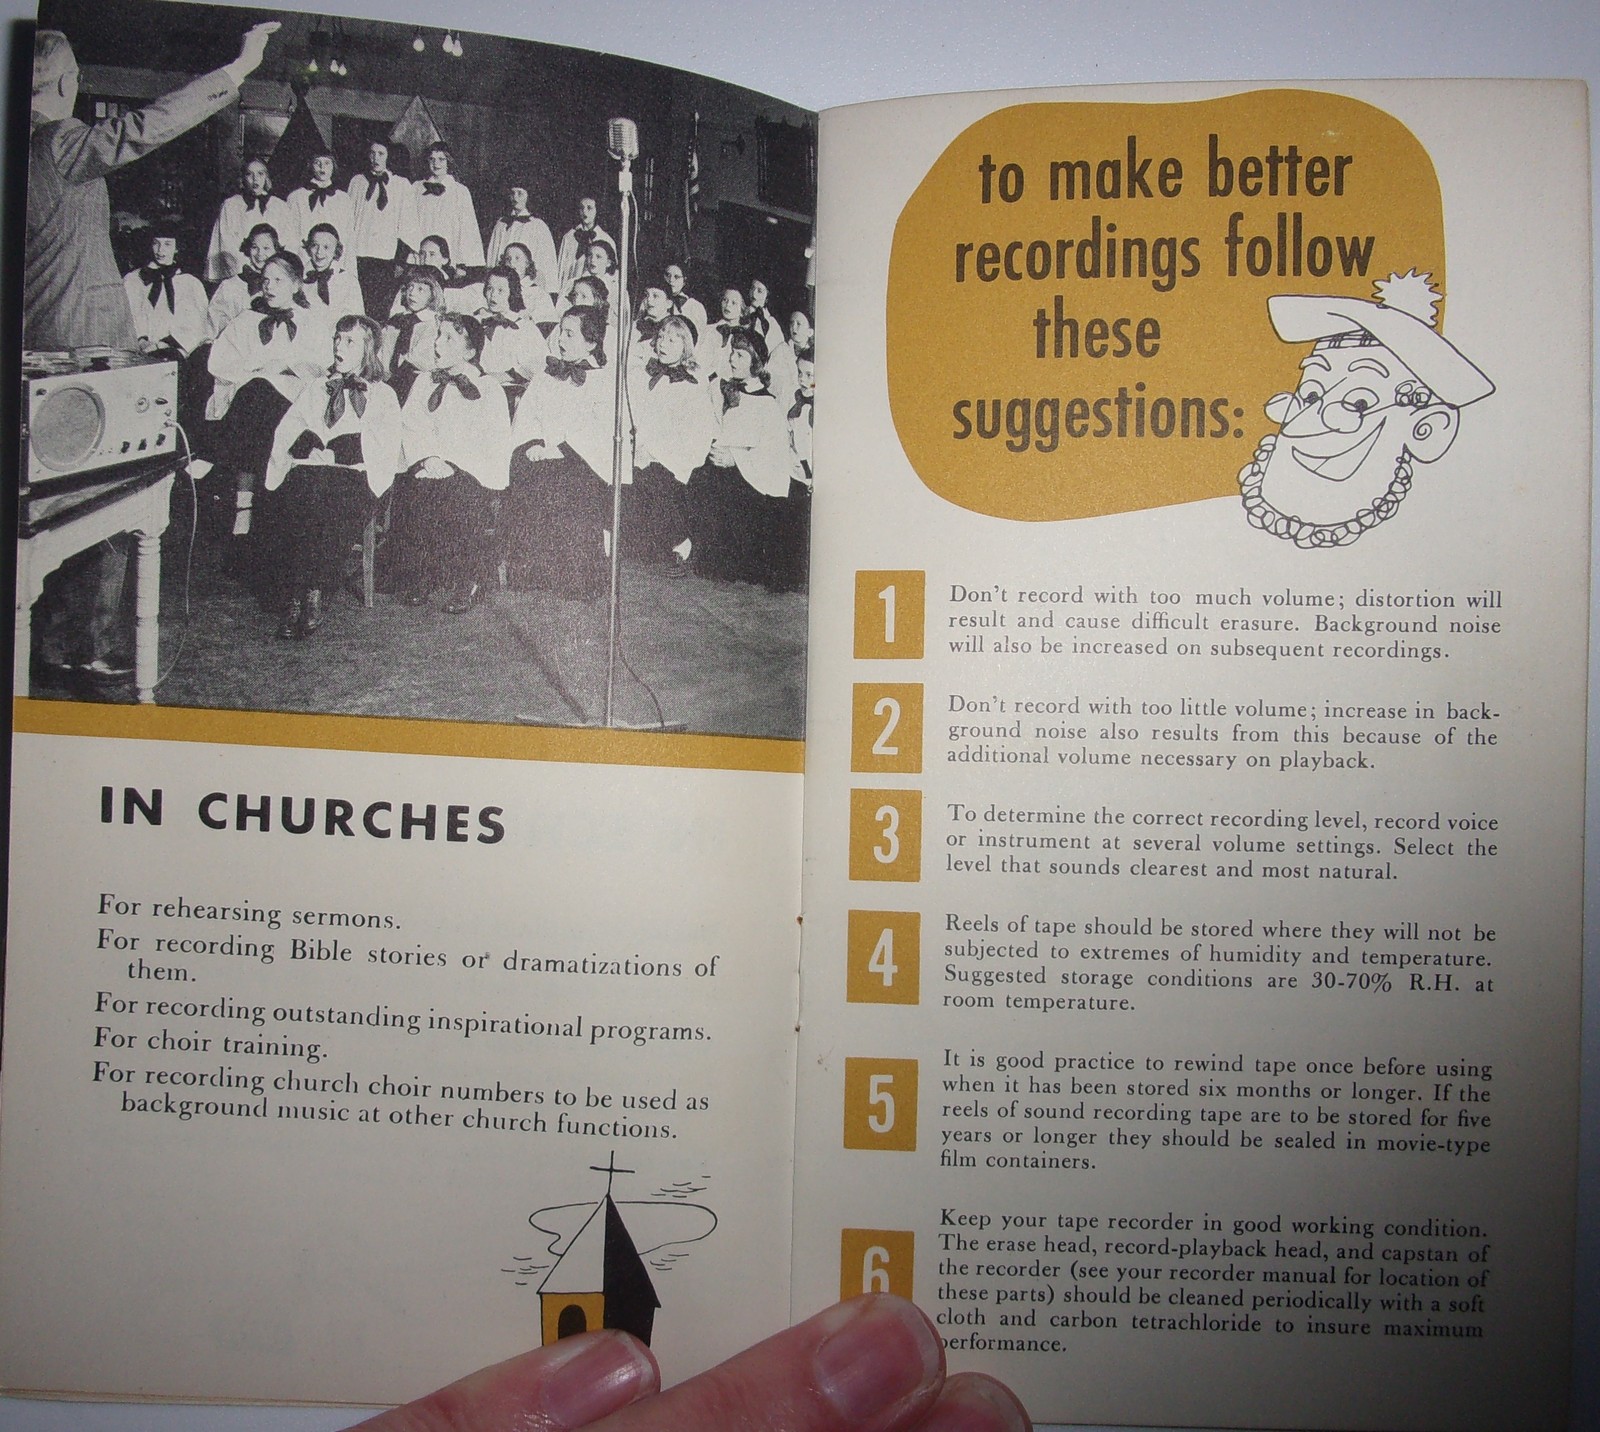 IN CHURCHES
For rehearsing sermons.
For recording Bible stories or dramatizations of
them.
For recording outstanding inspirational programs.
For choir training.
For recording church choir numbers to be used as
background music at other church functions.
to make better
recordings follow
these
suggestions:
1
Don't record with too much volume; distortion will
result and cause difficult erasure. Background noise
will also be increased on subsequent recordings.
2
Don't record with too little volume; increase in back-
ground noise also results from this because of the
additional volume necessary on playback.
3
To determine the correct recording level, record voice
or instrument at several volume settings. Select the
level that sounds clearest and most natural.
4
Reels of tape should be stored where they will not be
subjected to extremes of humidity and temperature.
Suggested storage conditions are 30-70% R.H. at
room temperature.
5
It is good practice to rewind tape once before using
when it has been stored six months or longer. If the
reels of sound recording tape are to be stored for five
years or longer they should be sealed in movie-type
film containers.
6
Keep your tape recorder in good working condition.
The erase head, record-playback head, and capstan of
the recorder (see your recorder manual for location of
these parts) should be cleaned periodically with a soft
cloth and carbon tetrachloride to insure maximum
performance.